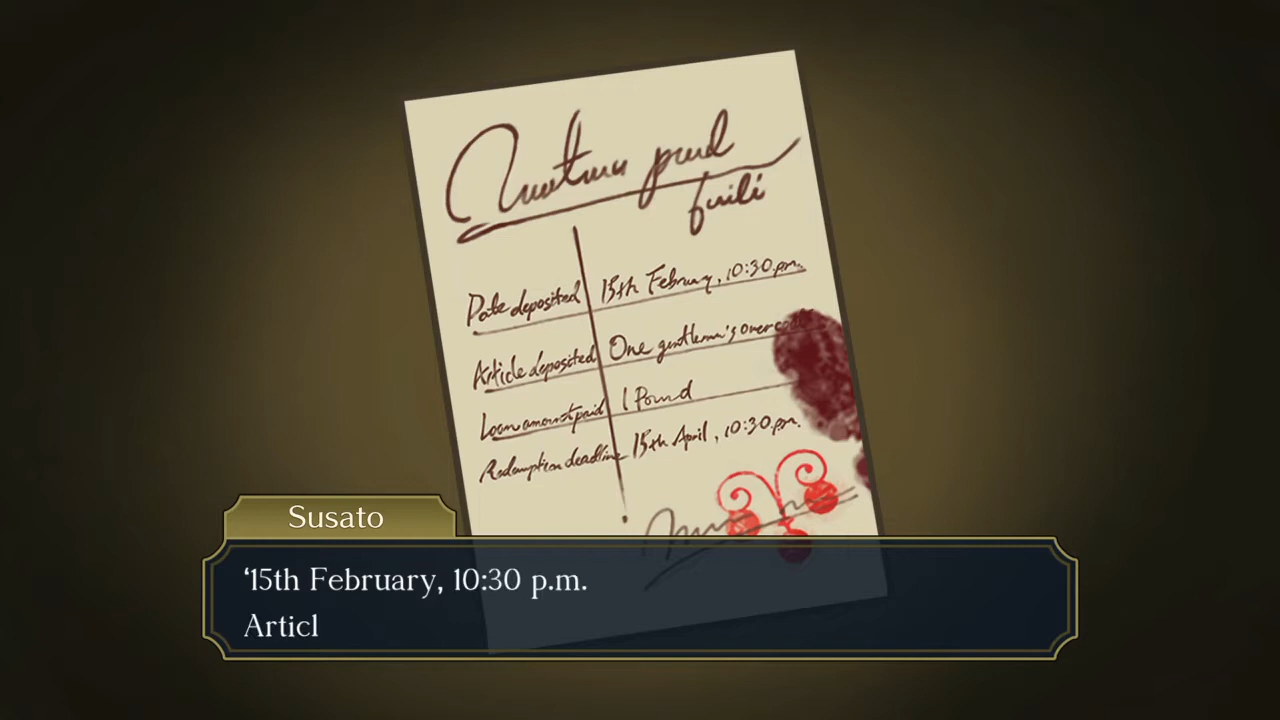 Date deposited 15th February, 10:30 p.m.
Article deposited One gentleman's overcoat
Loan amount paid 1 Pound
Redemption deadline 15th April, 10:30 p.m.
Susato
‘15th February, 10:30 p.m.
Articl